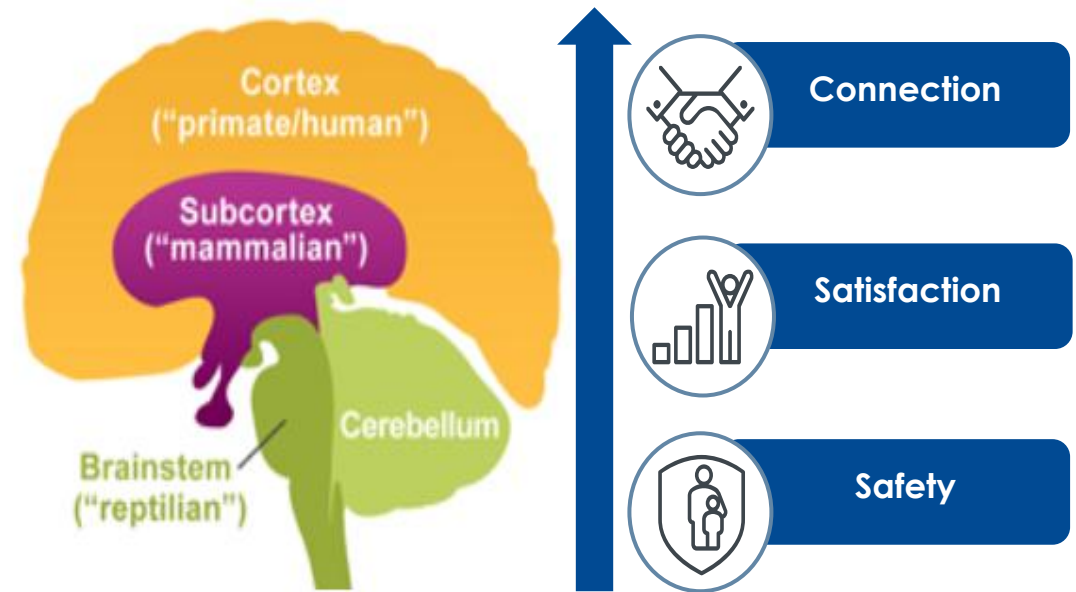 Cortex
(“primate/human”)
Subcortex
(“mammalian”)
Cerebellum
Brainstem
(“reptilian”)
Connection
Satisfaction
Safety